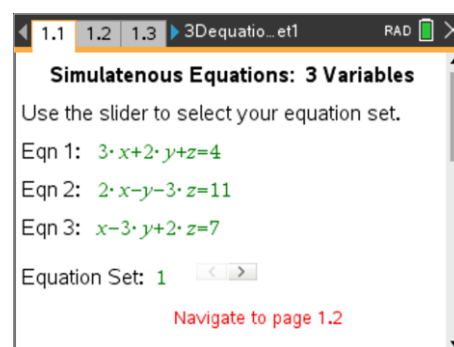 1.1 1.2 1.3 3Dequatio...et1 RAD
Simulatenous Equations: 3 Variables
Use the slider to select your equation set.
Eqn 1: 3·x+2·y+z=4
Eqn 2: 2·x−y−3·z=11
Eqn 3: x−3·y+2·z=7
Equation Set: 1 < >
Navigate to page 1.2